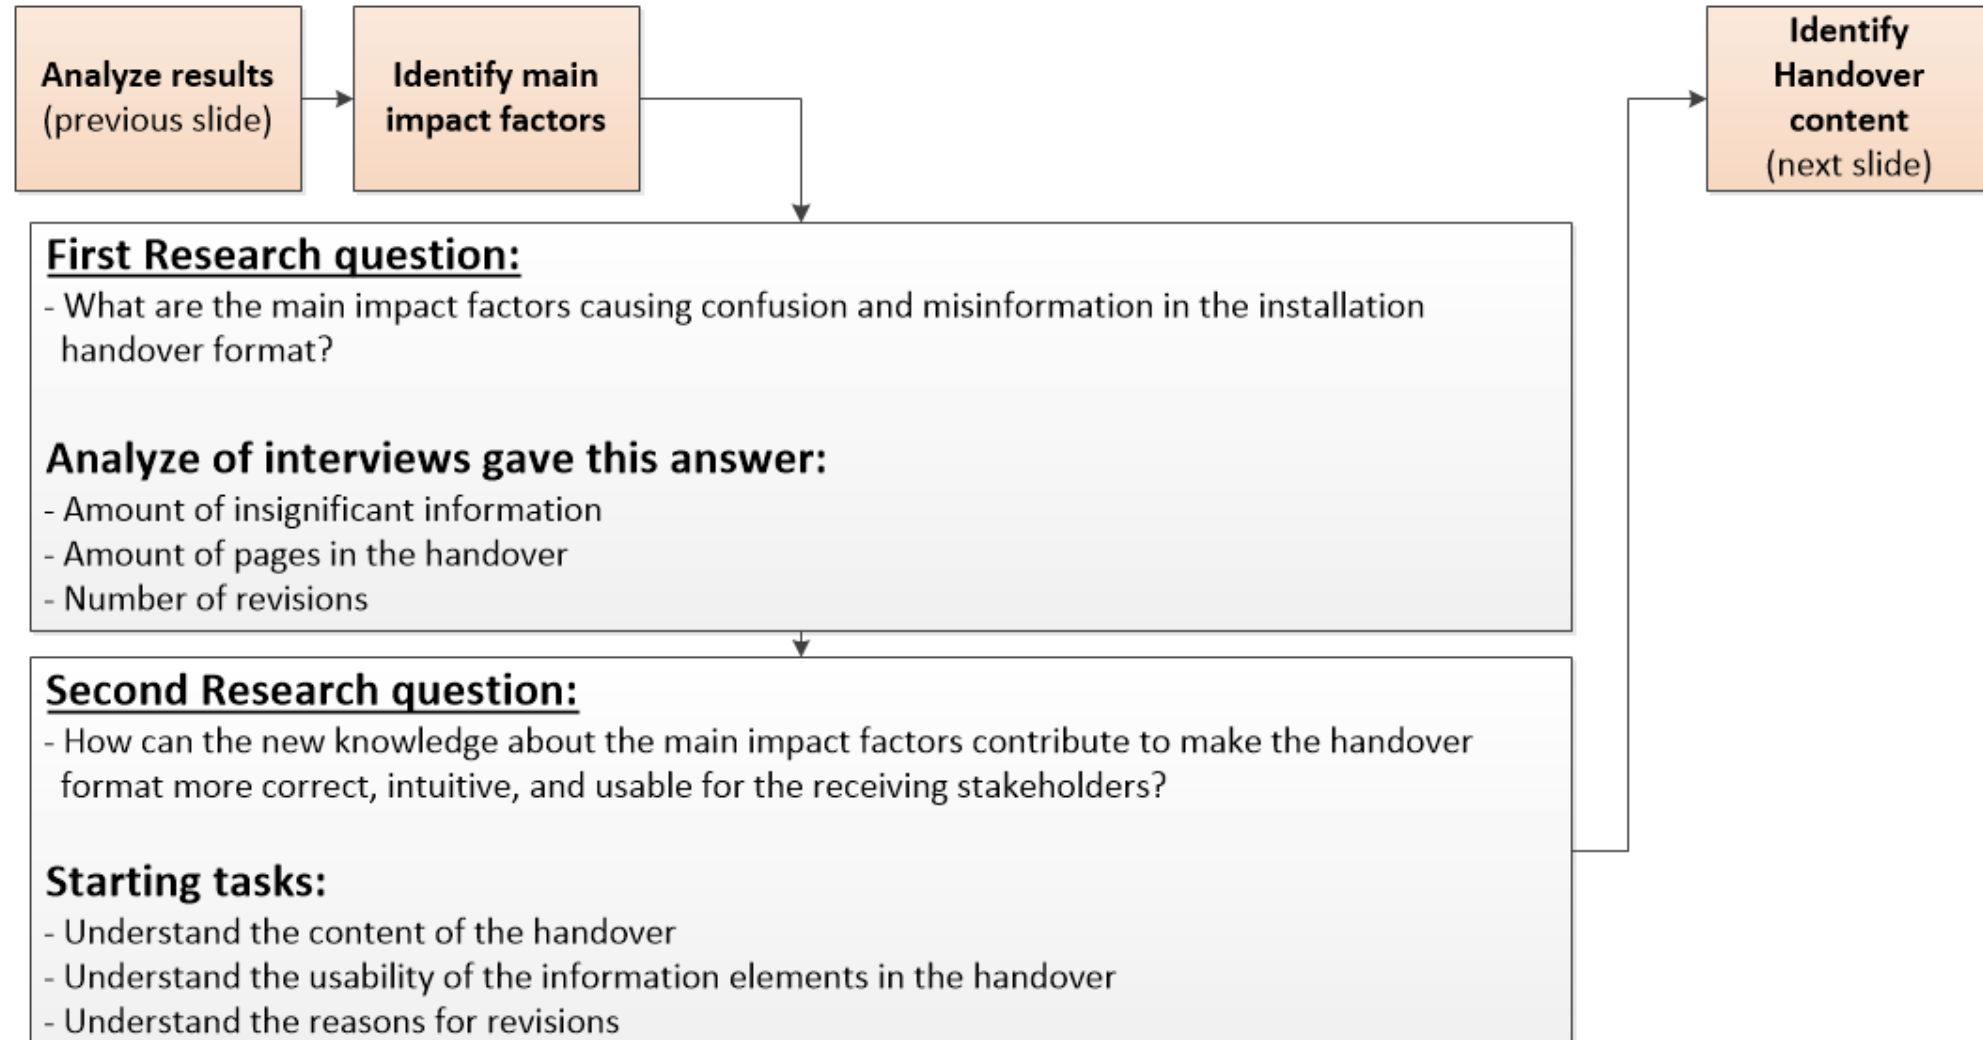 Analyze results
(previous slide)
Identify main
impact factors
Identify
Handover
content
(next slide)
First Research question:
- What are the main impact factors causing confusion and misinformation in the installation
handover format?
Analyze of interviews gave this answer:
- Amount of insignificant information
- Amount of pages in the handover
- Number of revisions
Second Research question:
- How can the new knowledge about the main impact factors contribute to make the handover
format more correct, intuitive, and usable for the receiving stakeholders?
Starting tasks:
- Understand the content of the handover
- Understand the usability of the information elements in the handover
- Understand the reasons for revisions